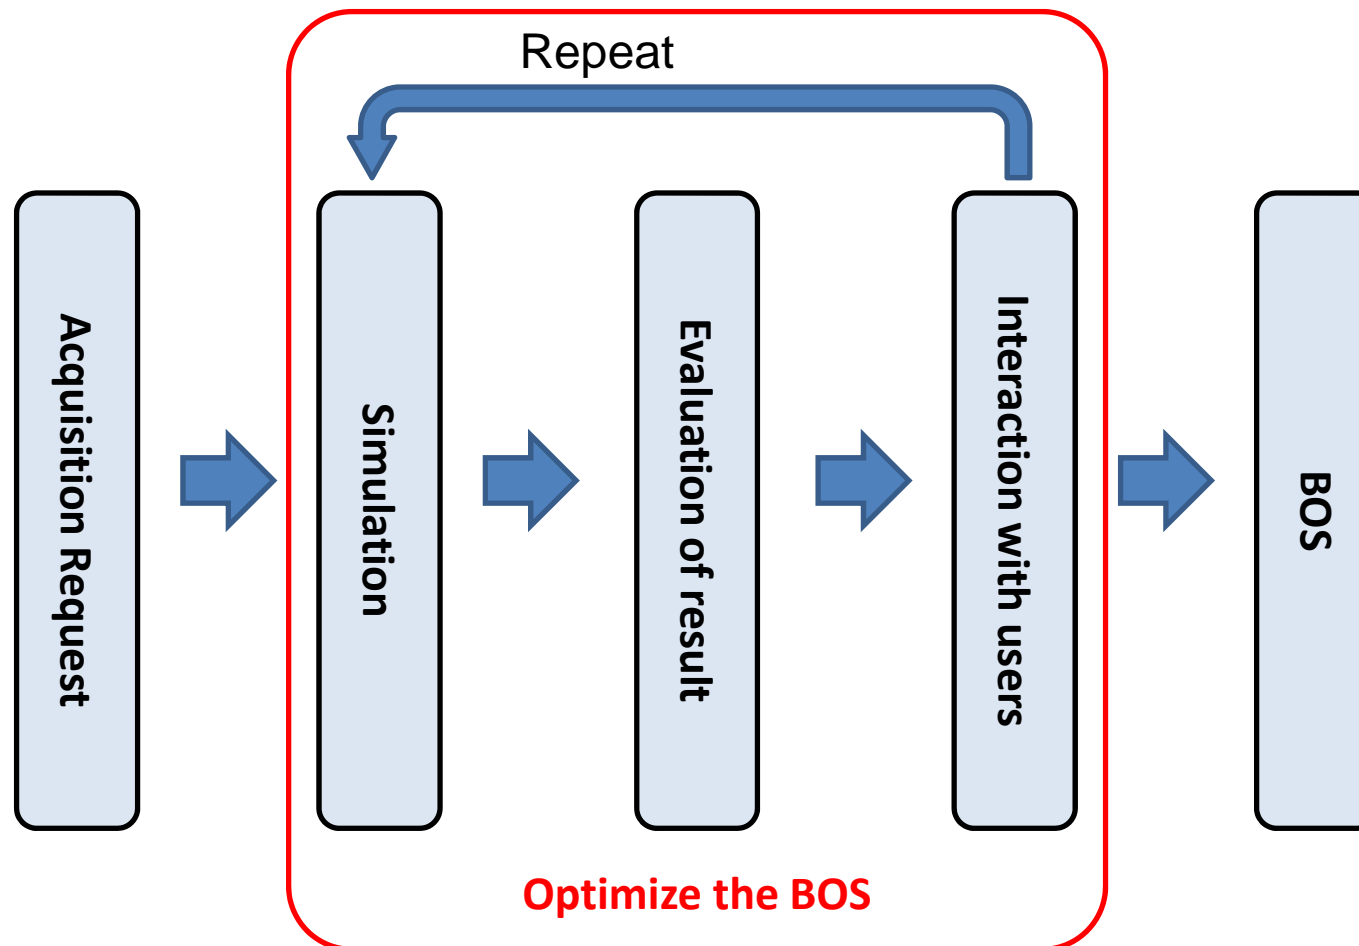 Repeat
Acquisition Request
Simulation
Evaluation of result
Interaction with users
BOS
Optimize the BOS